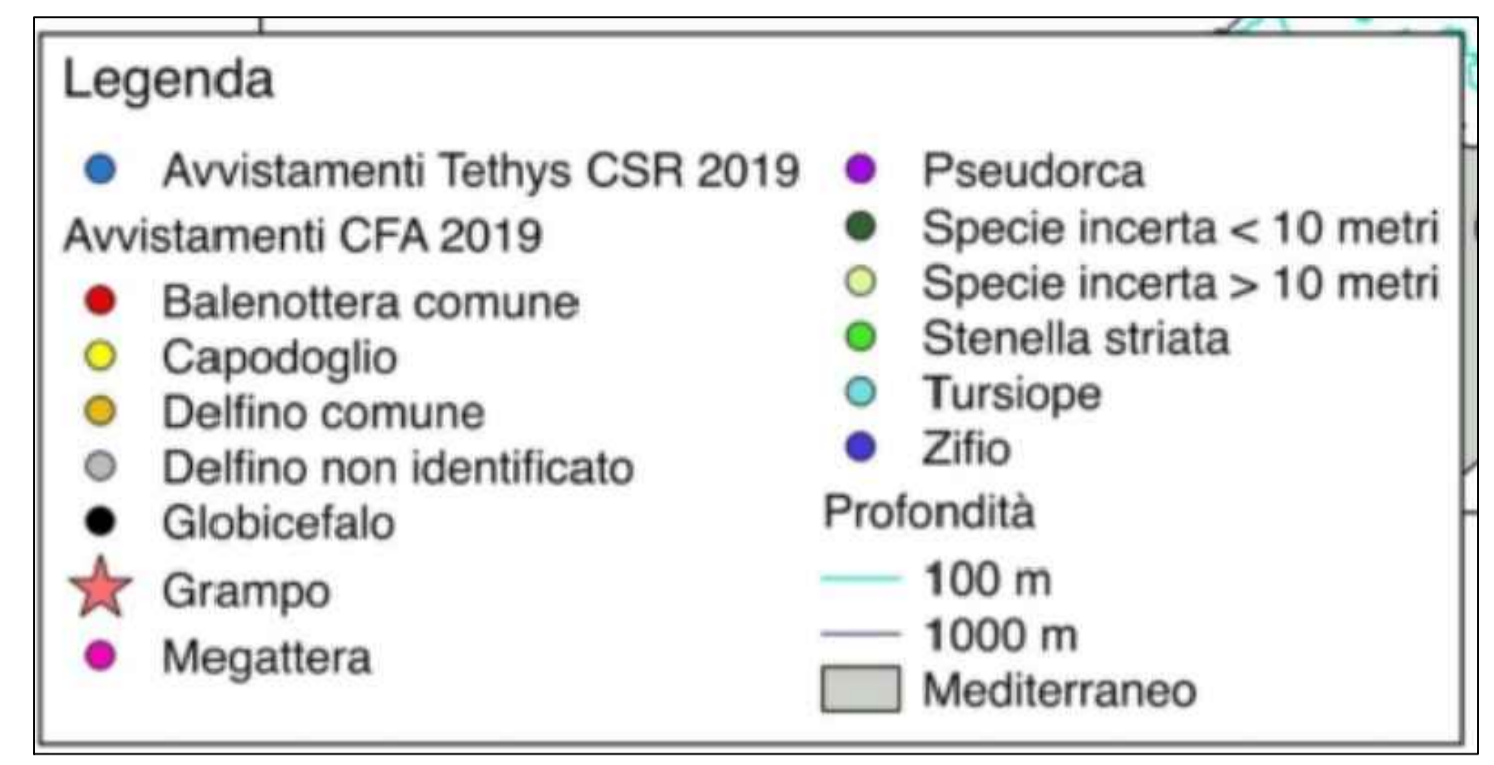 Legenda
Avvistamenti Tethys CSR 2019
Avvistamenti CFA 2019
Balenottera comune
Capodoglio
Delfino comune
Delfino non identificato
Globicefalo
Grampo
Megattera
Pseudorca
Specie incerta < 10 metri
Specie incerta > 10 metri
Stenella striata
Tursiope
Zifio
Profondità
100 m
1000 m
Mediterraneo